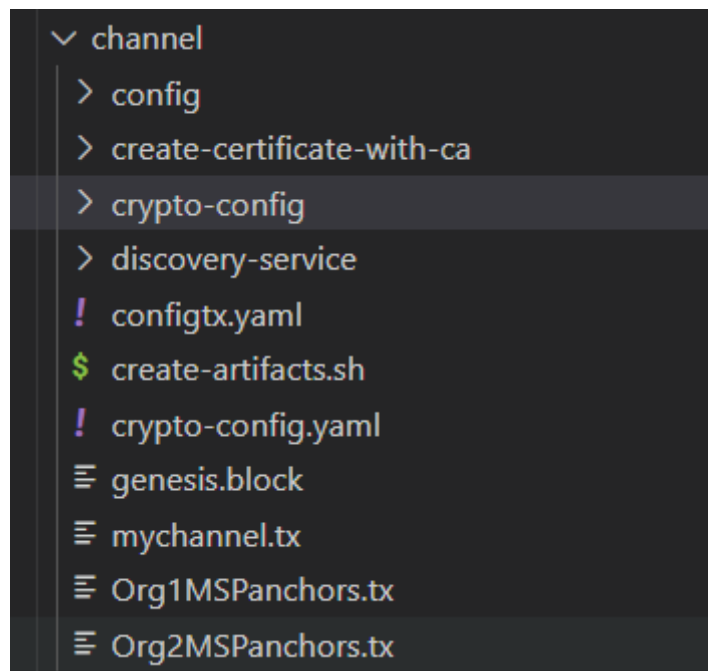 channel
config
create-certificate-with-ca
crypto-config
discovery-service
! configtx.yaml
$ create-artifacts.sh
! crypto-config.yaml
genesis.block
mychannel.tx
Org1MSPanchors.tx
Org2MSPanchors.tx